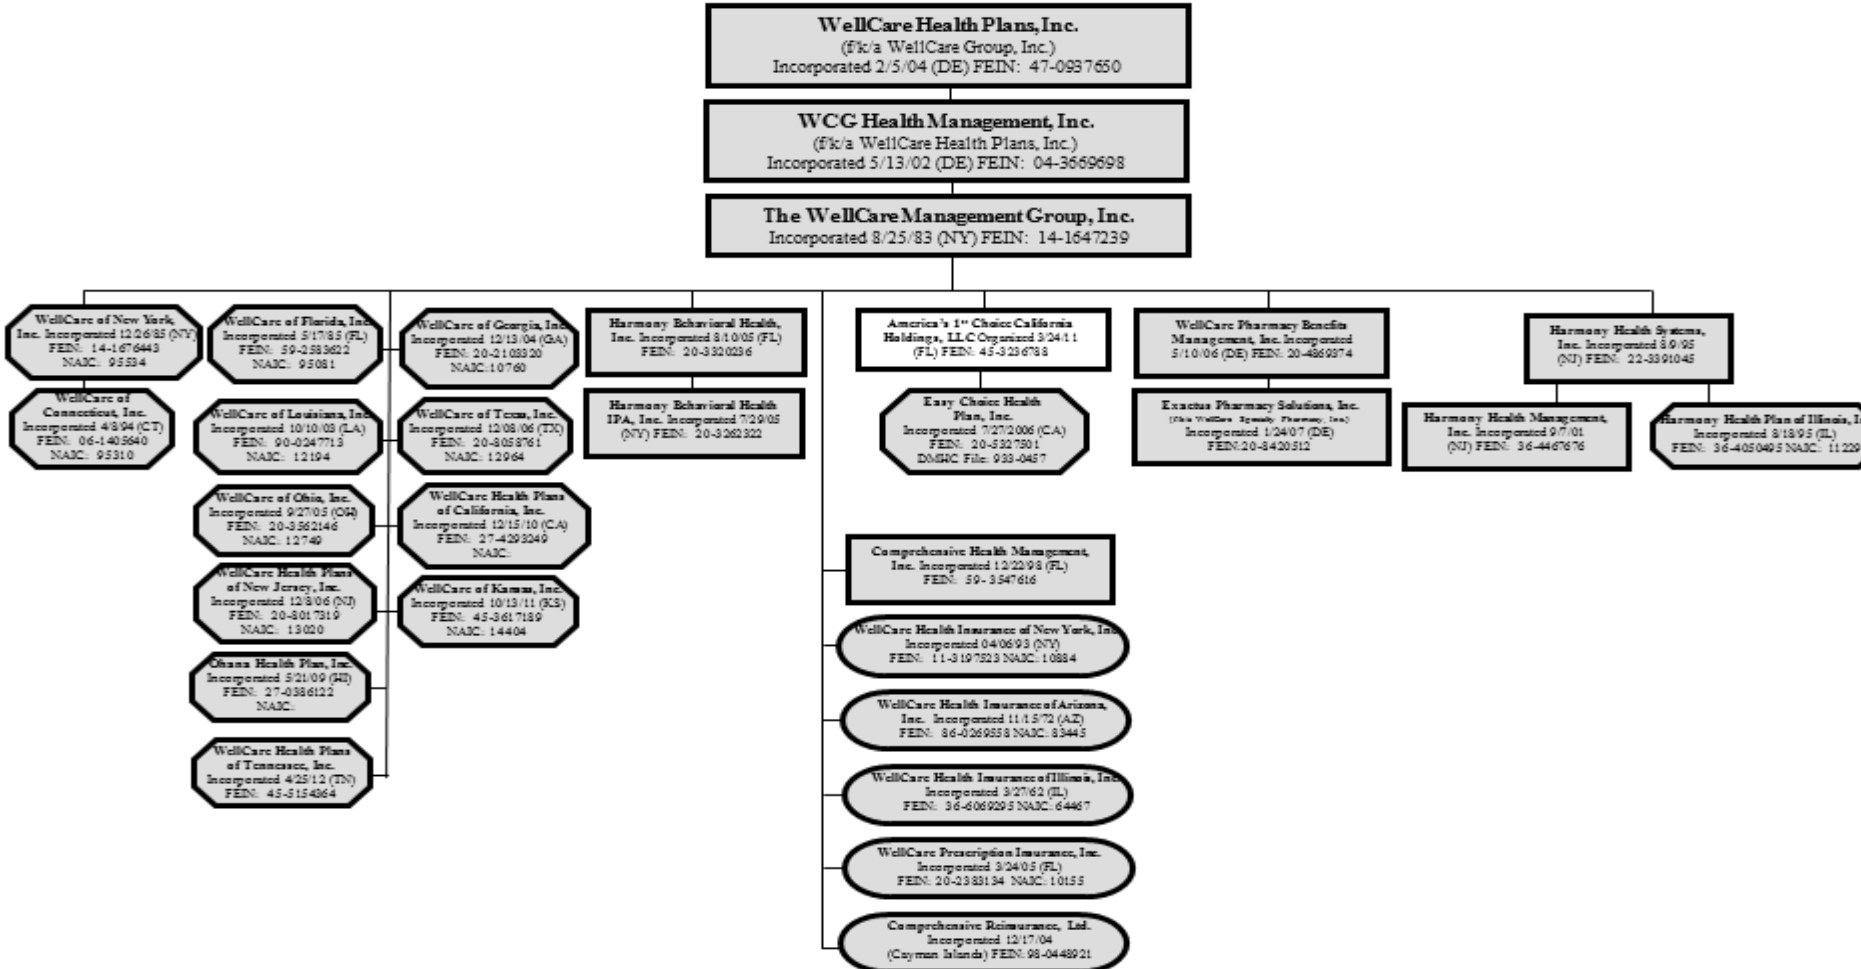 WellCare Health Plans, Inc.
(f/k/a WellCare Group, Inc.)
Incorporated 2/5/04 (DE) FEIN: 47-0937650
WCG Health Management, Inc.
(f/k/a WellCare Health Plans, Inc.)
Incorporated 5/13/02 (DE) FEIN: 04-3669698
The WellCare Management Group, Inc.
Incorporated 8/25/83 (NY) FEIN: 14-1647239
WellCare of New York,
Inc. Incorporated 12/26/85 (NY)
FEIN: 14-1676443
NAIC: 95534
WellCare of
Connecticut, Inc.
Incorporated 4/8/94 (CT)
FEIN: 06-1405640
NAIC: 95310
WellCare of Florida, Inc.
Incorporated 5/17/85 (FL)
FEIN: 59-2583622
NAIC: 95081
WellCare of Louisiana, Inc.
Incorporated 10/10/03 (LA)
FEIN: 90-0247713
NAIC: 12194
WellCare of Ohio, Inc.
Incorporated 9/27/05 (OH)
FEIN: 20-3562146
NAIC: 12749
WellCare Health Plans
of New Jersey, Inc.
Incorporated 12/8/06 (NJ)
FEIN: 20-8017319
NAIC: 13020
Ohana Health Plan, Inc.
Incorporated 5/21/09 (HI)
FEIN: 27-0386122
NAIC:
WellCare Health Plans
of Tennessee, Inc.
Incorporated 4/25/12 (TN)
FEIN: 45-5154364
WellCare of Georgia, Inc.
Incorporated 12/13/04 (GA)
FEIN: 20-2103320
NAIC: 10760
WellCare of Texas, Inc.
Incorporated 12/08/06 (TX)
FEIN: 20-8058761
NAIC: 12964
WellCare Health Plans
of California, Inc.
Incorporated 12/15/10 (CA)
FEIN: 27-4293249
NAIC:
WellCare of Kansas, Inc.
Incorporated 10/13/11 (KS)
FEIN: 45-3617189
NAIC: 14404
Harmony Behavioral Health,
Inc. Incorporated 8/10/05 (FL)
FEIN: 20-3320236
Harmony Behavioral Health
IPA, Inc. Incorporated 7/29/05
(NY) FEIN: 20-3262322
America's 1st Choice California
Holdings, LLC Organized 3/24/11
(FL) FEIN: 45-3236788
Easy Choice Health
Plan, Inc.
Incorporated 7/27/2006 (CA)
FEIN: 20-5327501
DMHC File: 933-0457
WellCare Pharmacy Benefits
Management, Inc. Incorporated
5/10/06 (DE) FEIN: 20-4869374
Exactus Pharmacy Solutions, Inc.
(f/k/a WellCare Specialty Pharmacy, Inc.)
Incorporated 1/24/07 (DE)
FEIN:20-8420512
Harmony Health Systems,
Inc. Incorporated 8/9/95
(NJ) FEIN: 22-3391045
Harmony Health Management,
Inc. Incorporated 9/7/01
(NJ) FEIN: 36-4467676
Harmony Health Plan of Illinois, In
Incorporated 8/18/95 (IL)
FEIN: 36-4050495 NAIC: 11229
Comprehensive Health Management,
Inc. Incorporated 12/22/98 (FL)
FEIN: 59- 3547616
WellCare Health Insurance of New York, Inc
Incorporated 04/06/93 (NY)
FEIN: 11-3197523 NAIC: 10884
WellCare Health Insurance of Arizona,
Inc. Incorporated 11/15/72 (AZ)
FEIN: 86-0269558 NAIC: 83445
WellCare Health Insurance of Illinois, Inc
Incorporated 3/27/62 (IL)
FEIN: 36-6069295 NAIC: 64467
WellCare Prescription Insurance, Inc.
Incorporated 3/24/05 (FL)
FEIN: 20-2383134 NAIC: 10155
Comprehensive Reinsurance, Ltd.
Incorporated 12/17/04
(Cayman Islands) FEIN: 98-0448921